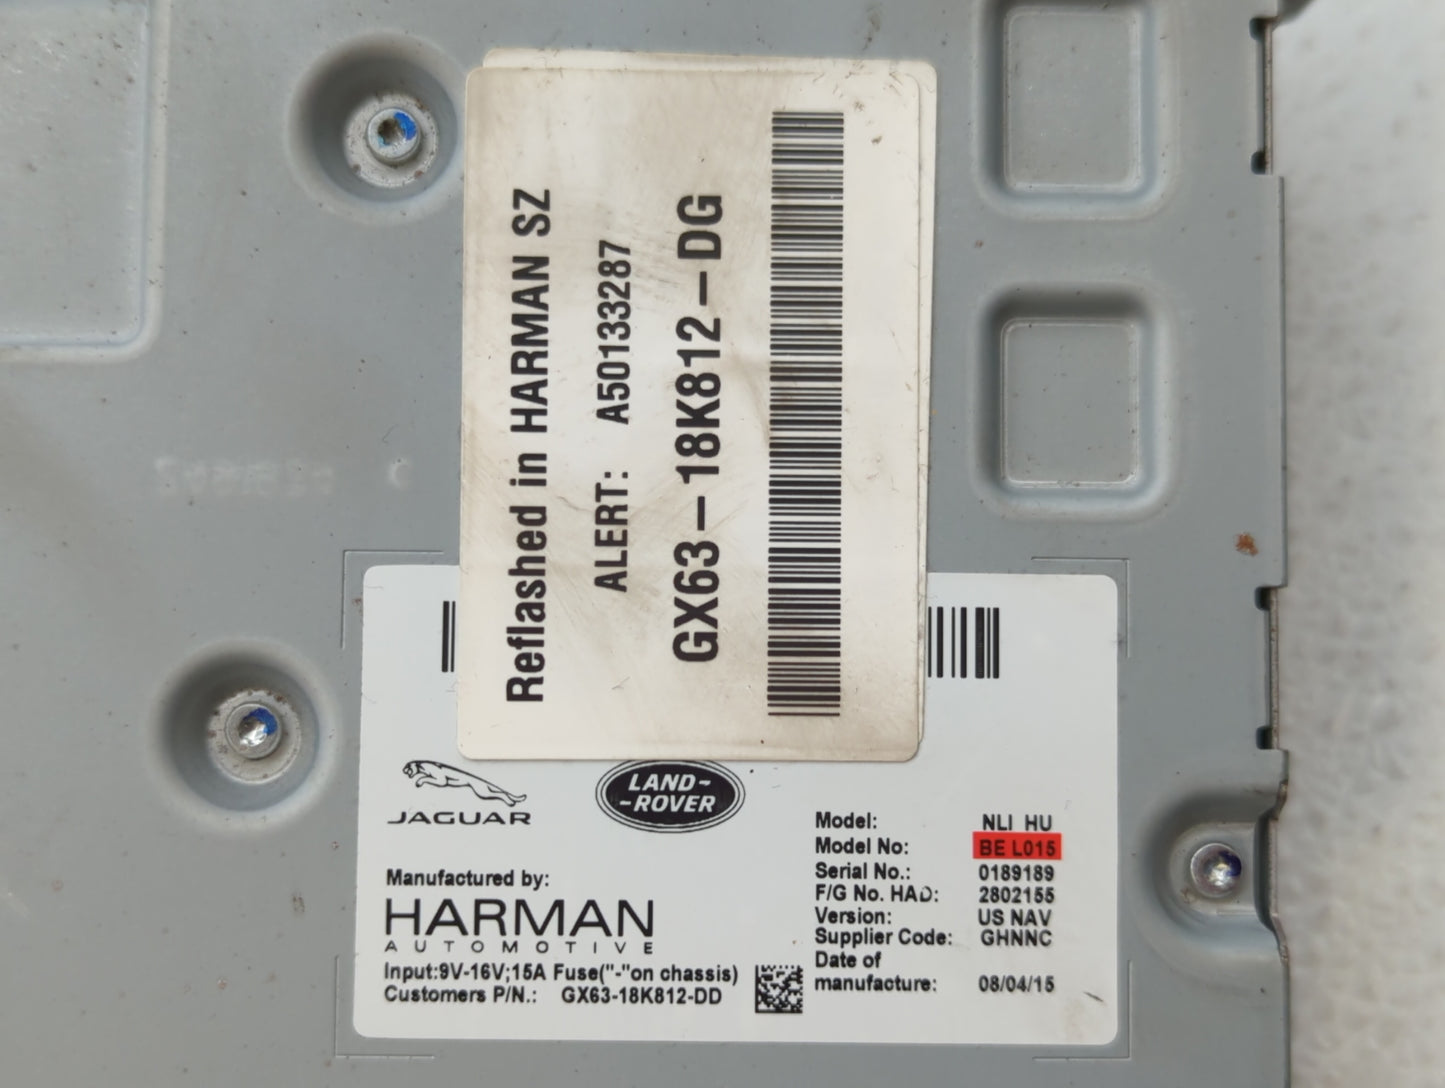 Reflashed in HARMAN SZ
ALERT: A50133287
GX63-18K812-DG
JAGUAR
LAND-
-ROVER
Manufactured by:
HARMAN
AUTOMOTIVE
Input:9V-16V;15A Fuse("-"on chassis)
Customers P/N.: GX63-18K812-DD
Model: NLI HU
Model No: BE L015
Serial No.: 0189189
F/G No. HAD: 2802155
Version: US NAV
Supplier Code: GHNNC
Date of
manufacture: 08/04/15